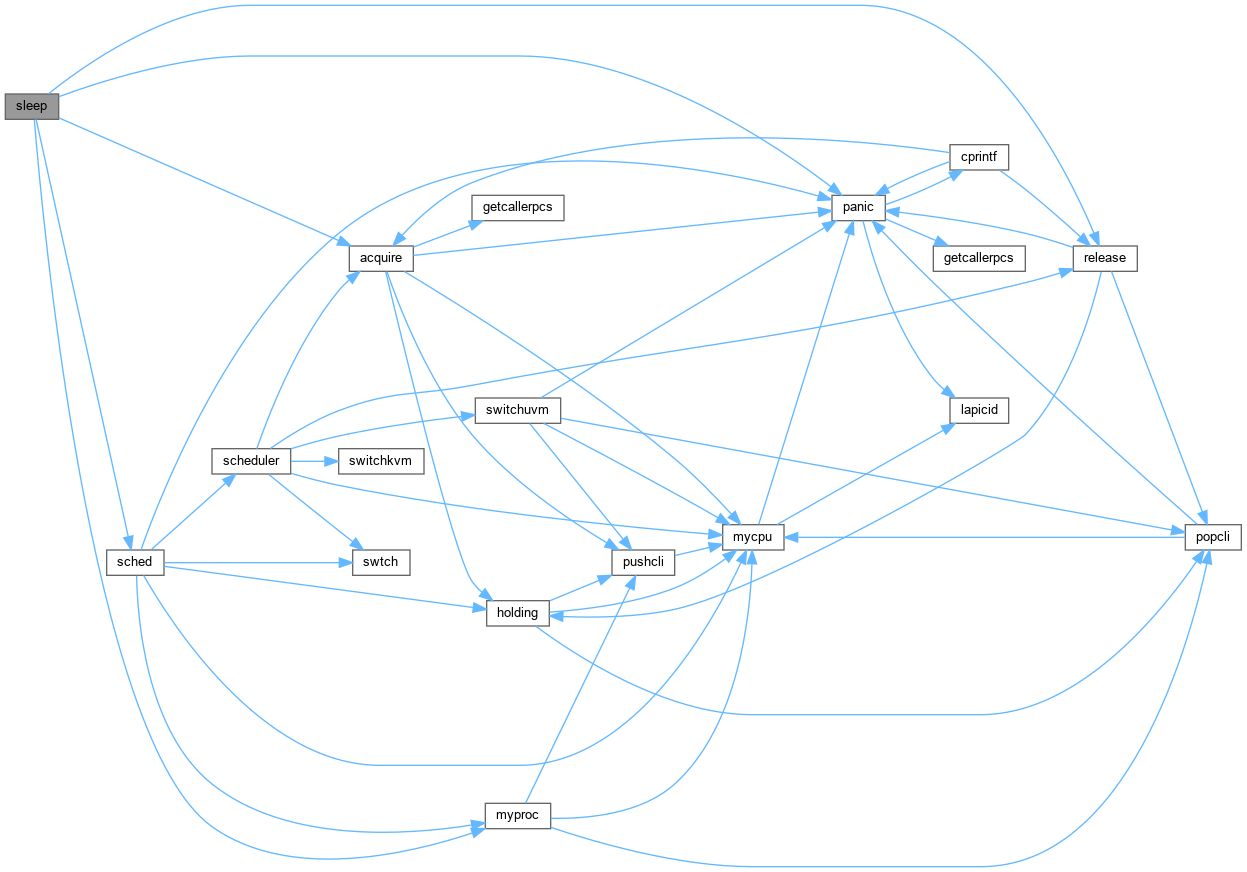 sleep
cprintf
getcallerpcs
panic
acquire
getcallerpcs
release
switchuvm
lapicid
scheduler
switchkvm
mycpu
popcli
sched
swtch
pushcli
holding
myproc